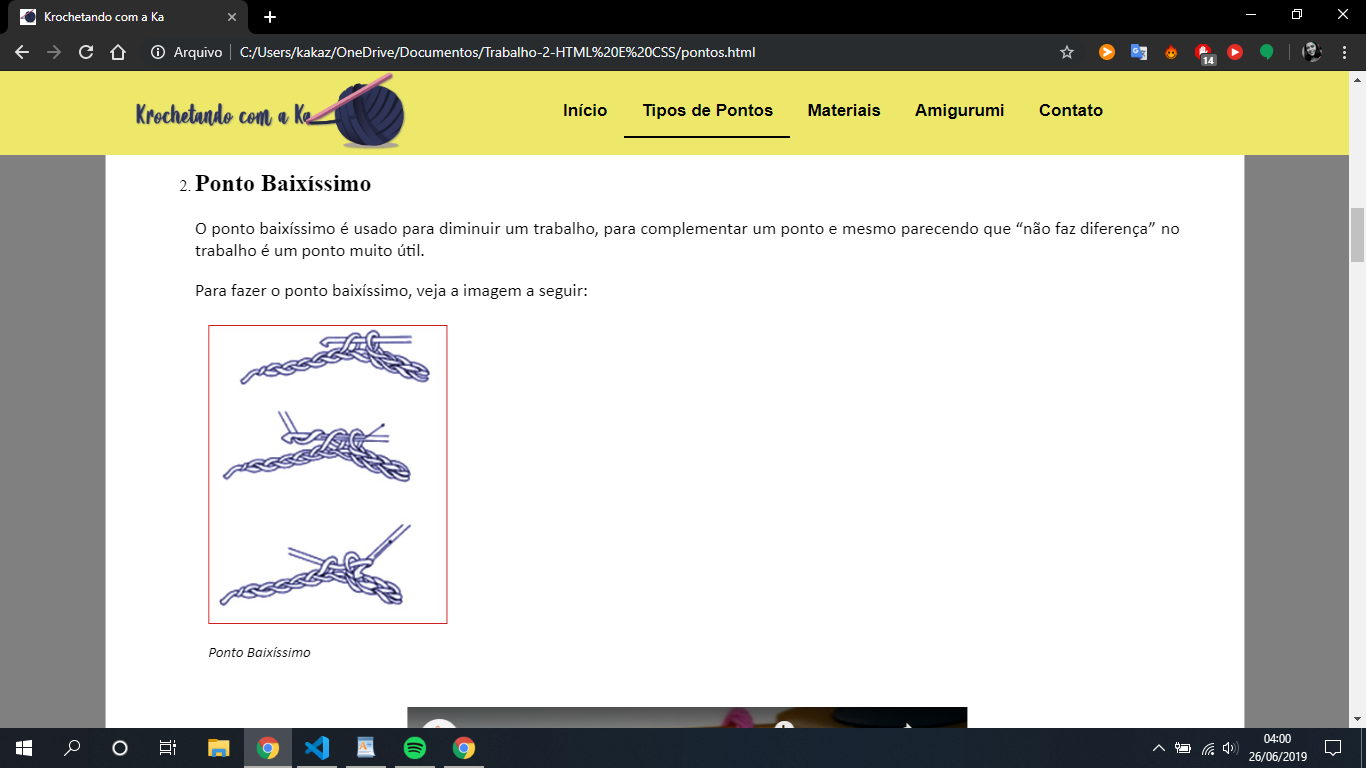 Krochetando com a Ka
Arquivo
C:/Users/kakaz/OneDrive/Documentos/Trabalho-2-HTML%20E%20CSS/pontos.html
14
Krochetando com a Ka
Início
Tipos de Pontos
Materiais
Amigurumi
Contato
2. Ponto Baixíssimo
O ponto baixíssimo é usado para diminuir um trabalho, para complementar um ponto e mesmo parecendo que “não faz diferença” no
trabalho é um ponto muito útil.
Para fazer o ponto baixíssimo, veja a imagem a seguir:
Ponto Baixíssimo
04:00
26/06/2019